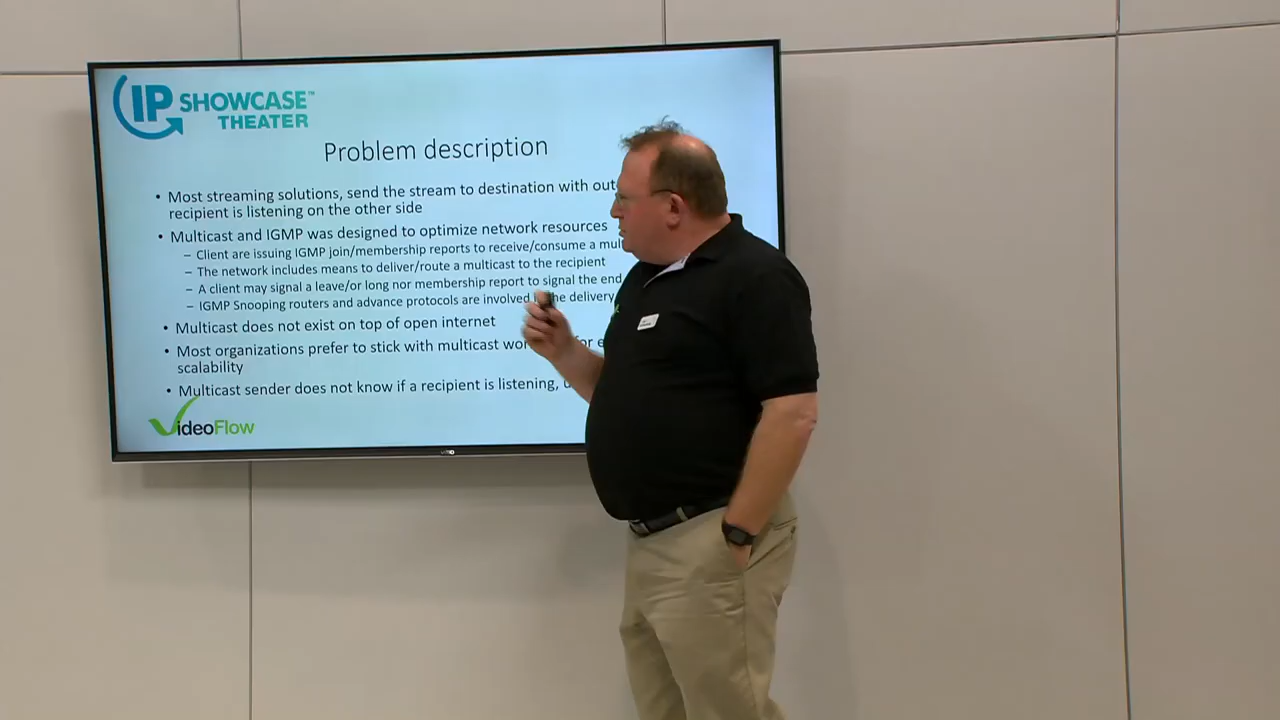 IP SHOWCASE™
THEATER
Problem description
• Most streaming solutions, send the stream to destination with out
recipient is listening on the other side
• Multicast and IGMP was designed to optimize network resources
– Client are issuing IGMP join/membership reports to receive/consume a mul
– The network includes means to deliver/route a multicast to the recipient
– A client may signal a leave/or long nor membership report to signal the end
– IGMP Snooping routers and advance protocols are involved the delivery
• Multicast does not exist on top of open internet
• Most organizations prefer to stick with multicast for
scalability
• Multicast sender does not know if a recipient is listening,
VideoFlow